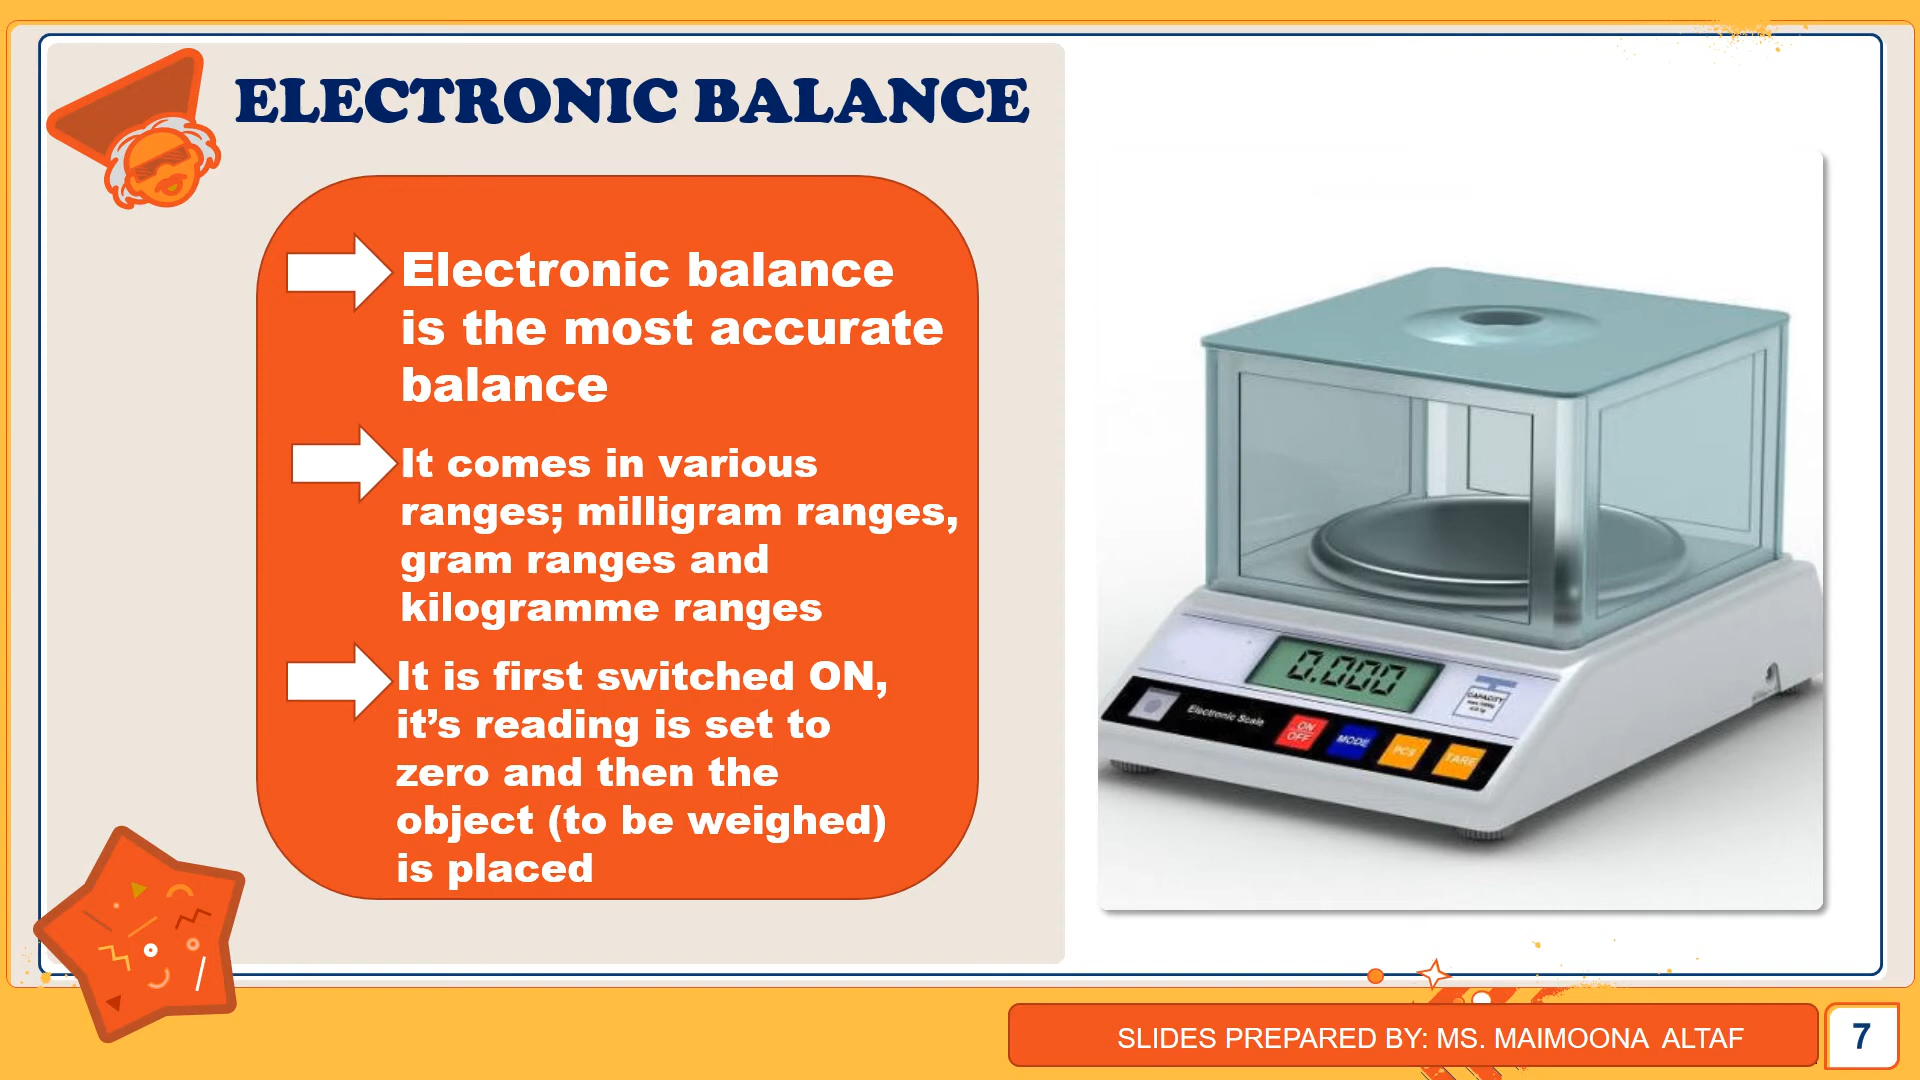 ELECTRONIC BALANCE
Electronic balance
is the most accurate
balance
It comes in various
ranges; milligram ranges,
gram ranges and
kilogramme ranges
It is first switched ON,
it’s reading is set to
zero and then the
object (to be weighed)
is placed
0.000
CAPACITY
Electronic Scale
ON
OFF
MODE
PCS
TARE
SLIDES PREPARED BY: MS. MAIMOONA ALTAF
7